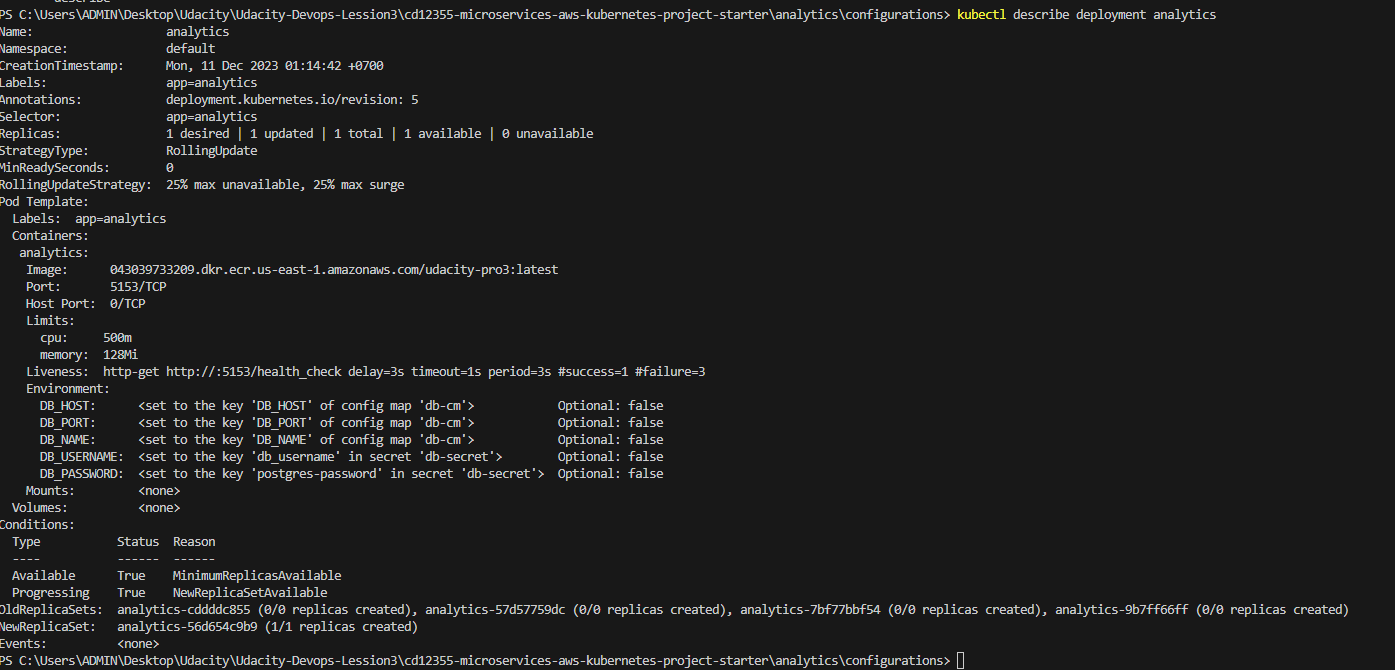 describe
PS C:\Users\ADMIN\Desktop\Udacity\Udacity-Devops-Lession3\cd12355-microservices-aws-kubernetes-project-starter\analytics\configurations> kubectl describe deployment analytics
Name:                   analytics
Namespace:              default
CreationTimestamp:      Mon, 11 Dec 2023 01:14:42 +0700
Labels:                 app=analytics
Annotations:            deployment.kubernetes.io/revision: 5
Selector:               app=analytics
Replicas:               1 desired | 1 updated | 1 total | 1 available | 0 unavailable
StrategyType:           RollingUpdate
MinReadySeconds:        0
RollingUpdateStrategy:  25% max unavailable, 25% max surge
Pod Template:
  Labels:  app=analytics
  Containers:
   analytics:
    Image:      043039733209.dkr.ecr.us-east-1.amazonaws.com/udacity-pro3:latest
    Port:       5153/TCP
    Host Port:  0/TCP
    Limits:
      cpu:     500m
      memory:  128Mi
    Liveness:  http-get http://:5153/health_check delay=3s timeout=1s period=3s #success=1 #failure=3
    Environment:
      DB_HOST:      <set to the key 'DB_HOST' of config map 'db-cm'>            Optional: false
      DB_PORT:      <set to the key 'DB_PORT' of config map 'db-cm'>            Optional: false
      DB_NAME:      <set to the key 'DB_NAME' of config map 'db-cm'>            Optional: false
      DB_USERNAME:  <set to the key 'db_username' in secret 'db-secret'>        Optional: false
      DB_PASSWORD:  <set to the key 'postgres-password' in secret 'db-secret'>  Optional: false
    Mounts:         <none>
  Volumes:          <none>
Conditions:
  Type           Status  Reason
  ----           ------  ------
  Available      True    MinimumReplicasAvailable
  Progressing    True    NewReplicaSetAvailable
OldReplicaSets:  analytics-cddddc855 (0/0 replicas created), analytics-57d57759dc (0/0 replicas created), analytics-7bf77bbf54 (0/0 replicas created), analytics-9b7ff66ff (0/0 replicas created)
NewReplicaSet:   analytics-56d654c9b9 (1/1 replicas created)
Events:          <none>
PS C:\Users\ADMIN\Desktop\Udacity\Udacity-Devops-Lession3\cd12355-microservices-aws-kubernetes-project-starter\analytics\configurations>